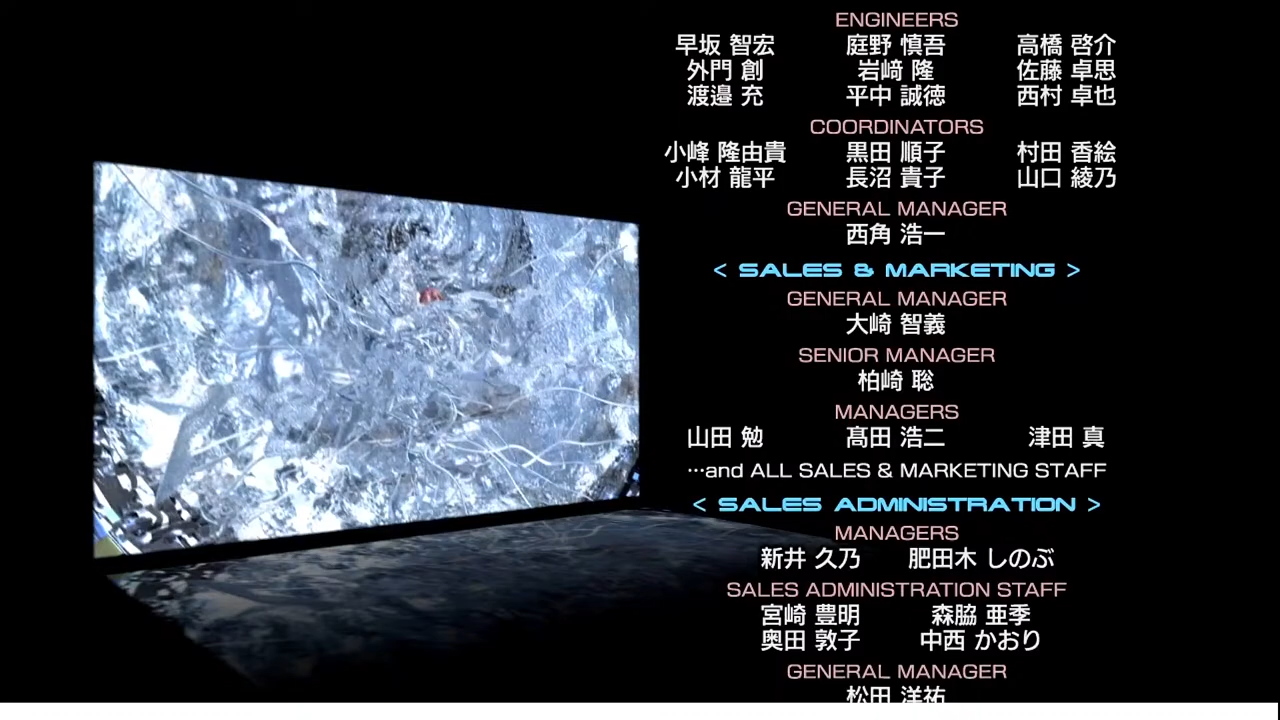 ENGINEERS
早坂 智宏 庭野 慎吾 高橋 啓介
外門 創 岩﨑 隆 佐藤 卓思
渡邉 充 平中 誠徳 西村 卓也
COORDINATORS
小峰 隆由貴 黒田 順子 村田 香絵
小材 龍平 長沼 貴子 山口 綾乃
GENERAL MANAGER
西角 浩一
< SALES & MARKETING >
GENERAL MANAGER
大崎 智義
SENIOR MANAGER
柏崎 聡
MANAGERS
山田 勉 髙田 浩二 津田 真
…and ALL SALES & MARKETING STAFF
< SALES ADMINISTRATION >
MANAGERS
新井 久乃 肥田木 しのぶ
SALES ADMINISTRATION STAFF
宮崎 豊明 森脇 亜季
奥田 敦子 中西 かおり
GENERAL MANAGER
松田 洋祐